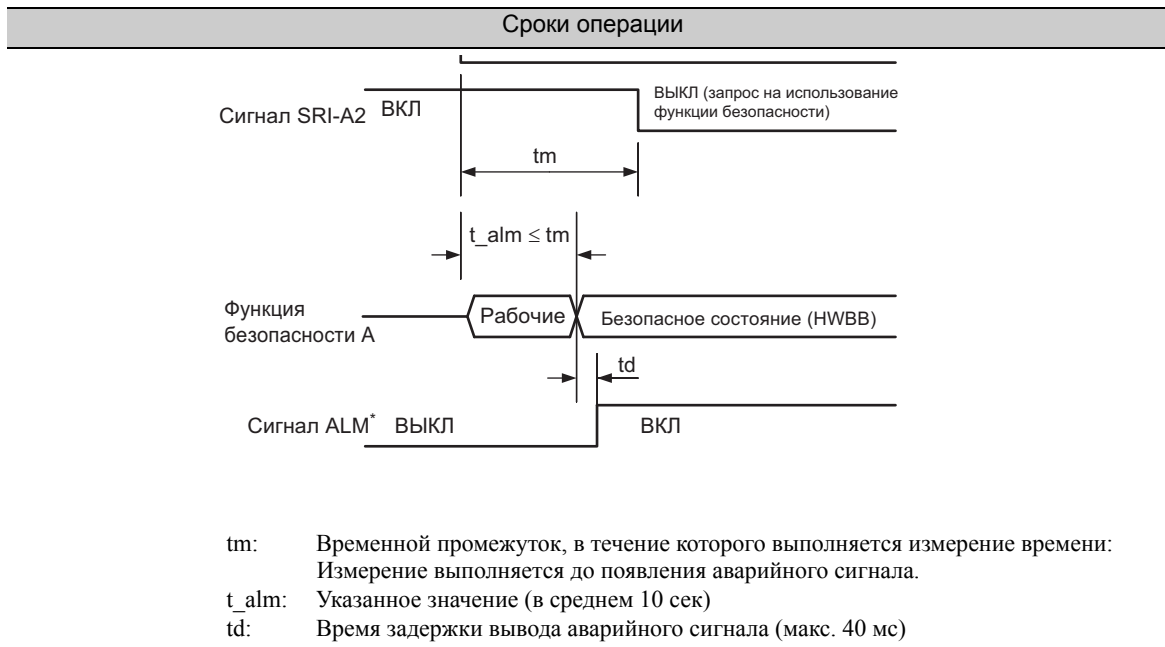 Сроки операции
Сигнал SRI-A2 ВКЛ
ВЫКЛ (запрос на использование
функции безопасности)
tm
t_alm ≤ tm
Функция
безопасности A
Рабочие
Безопасное состояние (HWBB)
td
Сигнал ALM* ВЫКЛ
ВКЛ
tm: Временной промежуток, в течение которого выполняется измерение времени:
Измерение выполняется до появления аварийного сигнала.
t_alm: Указанное значение (в среднем 10 сек)
td: Время задержки вывода аварийного сигнала (макс. 40 мс)